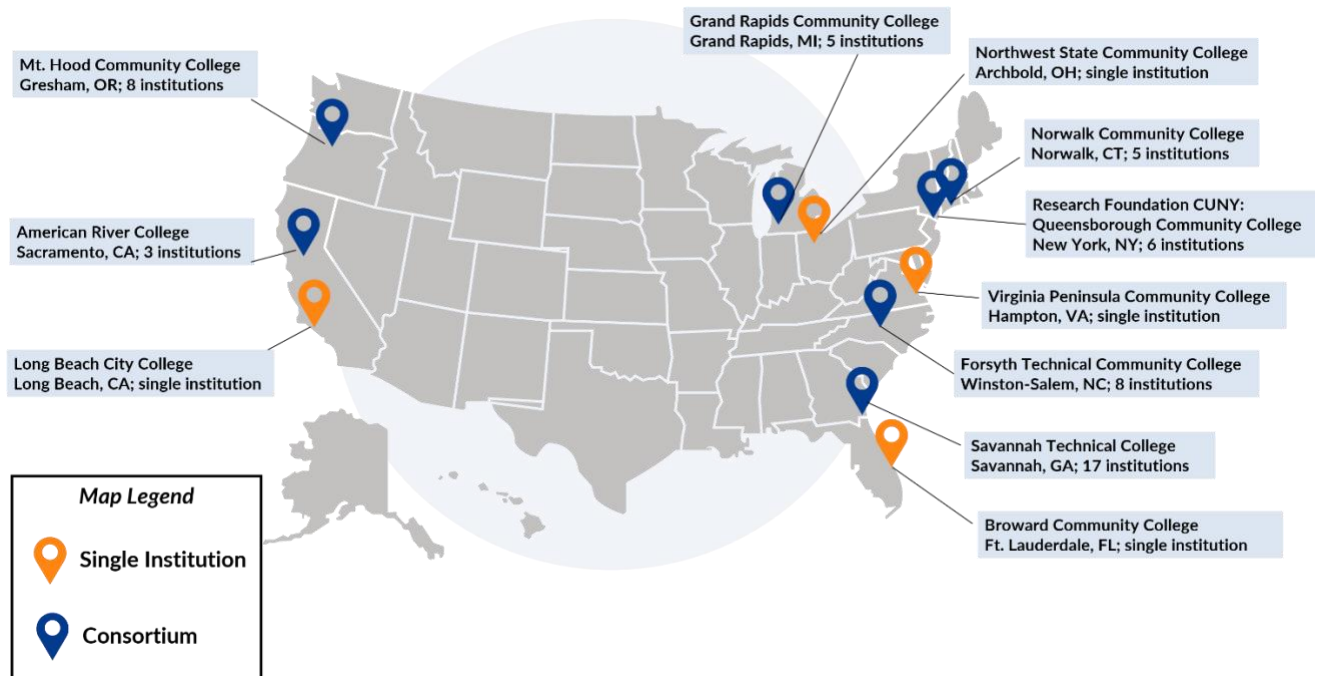 Grand Rapids Community College
Grand Rapids, MI; 5 institutions
Northwest State Community College
Archbold, OH; single institution
Mt. Hood Community College
Gresham, OR; 8 institutions
Norwalk Community College
Norwalk, CT; 5 institutions
Research Foundation CUNY:
Queensborough Community College
New York, NY; 6 institutions
American River College
Sacramento, CA; 3 institutions
Virginia Peninsula Community College
Hampton, VA; single institution
Long Beach City College
Long Beach, CA; single institution
Forsyth Technical Community College
Winston-Salem, NC; 8 institutions
Savannah Technical College
Savannah, GA; 17 institutions
Broward Community College
Ft. Lauderdale, FL; single institution
Map Legend
Single Institution
Consortium